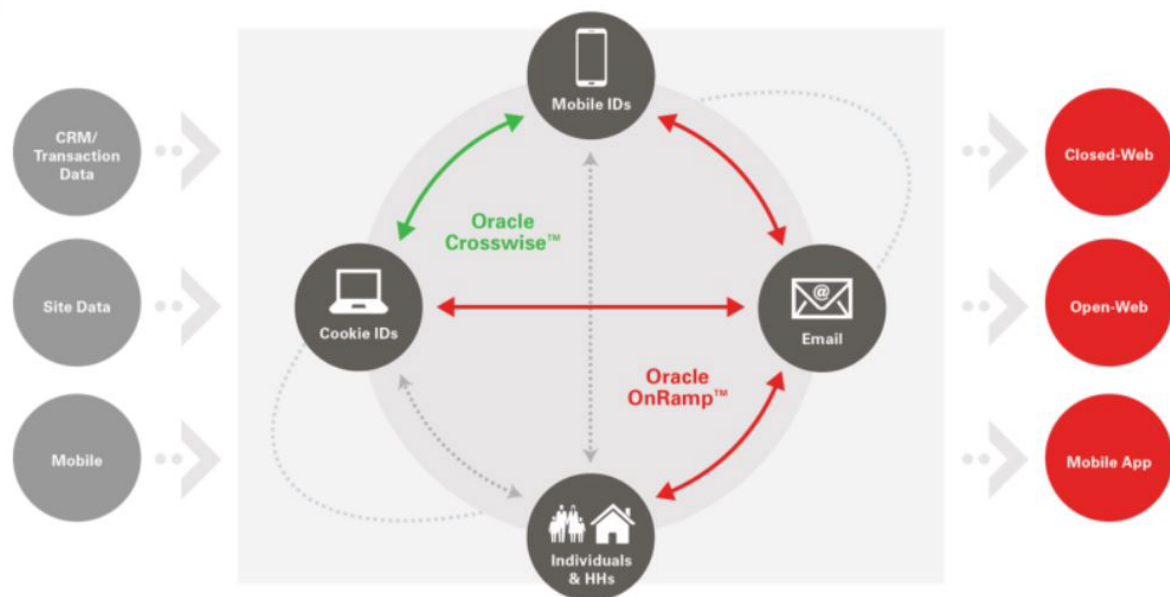 CRM/
Transaction
Data
Site Data
Mobile
Mobile IDs
Oracle
Crosswise™
Cookie IDs
@
Email
Oracle
OnRamp™
Individuals
& HHs
Closed-Web
Open-Web
Mobile App